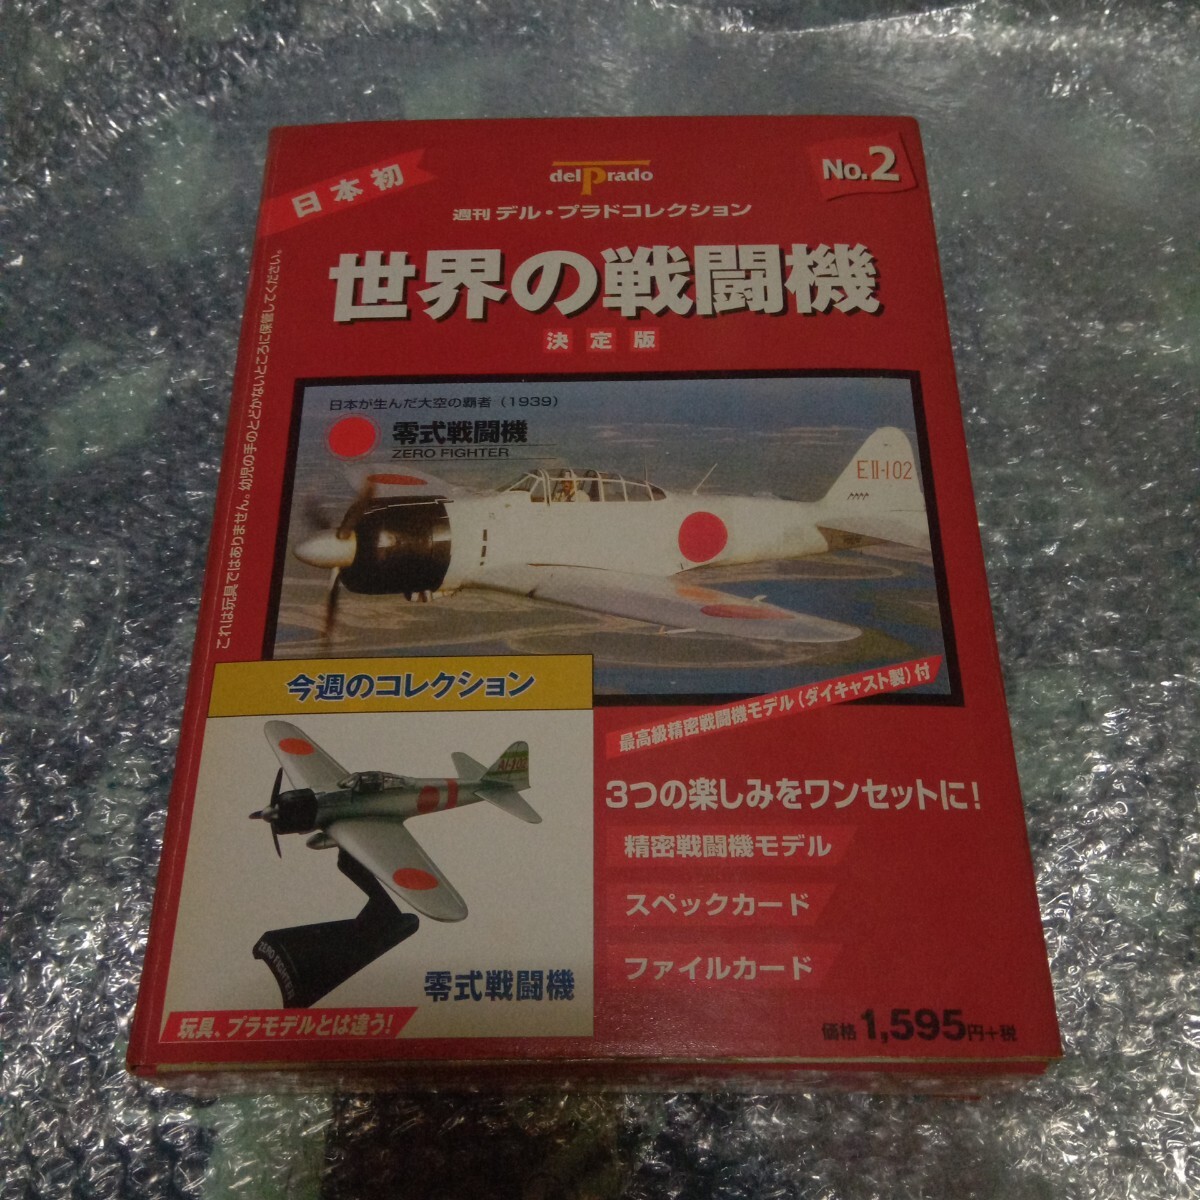 日本初
delPrado
No.2
週刊 デル・プラドコレクション
世界の戦闘機
決定版
これは玩具ではありません。幼児の手のとどかないところに保管してください。
日本が生んだ大空の覇者（1939）
零式戦闘機
ZERO FIGHTER
EII-102
今週のコレクション
最高級精密戦闘機モデル（ダイキャスト製）付
3つの楽しみをワンセットに！
精密戦闘機モデル
スペックカード
ファイルカード
ZERO FIGHTER
零式戦闘機
玩具、プラモデルとは違う！
価格1,595円+税